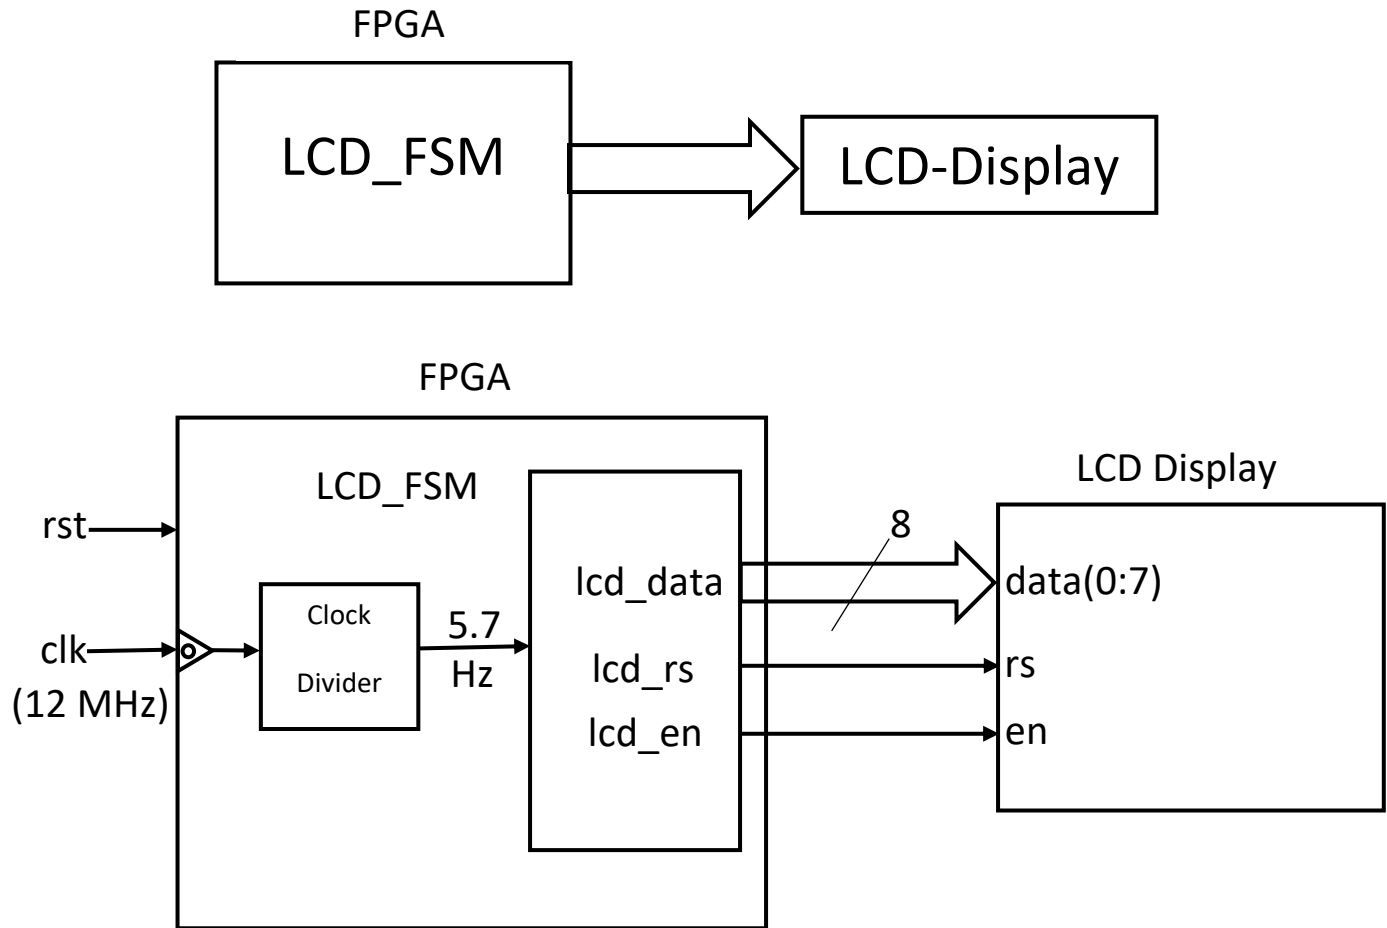 FPGA
LCD_FSM
LCD-Display
FPGA
LCD_FSM
LCD Display
rst
8
lcd_data
data(0:7)
Clock
Divider
5.7
Hz
clk
(12 MHz)
lcd_rs
rs
lcd_en
en